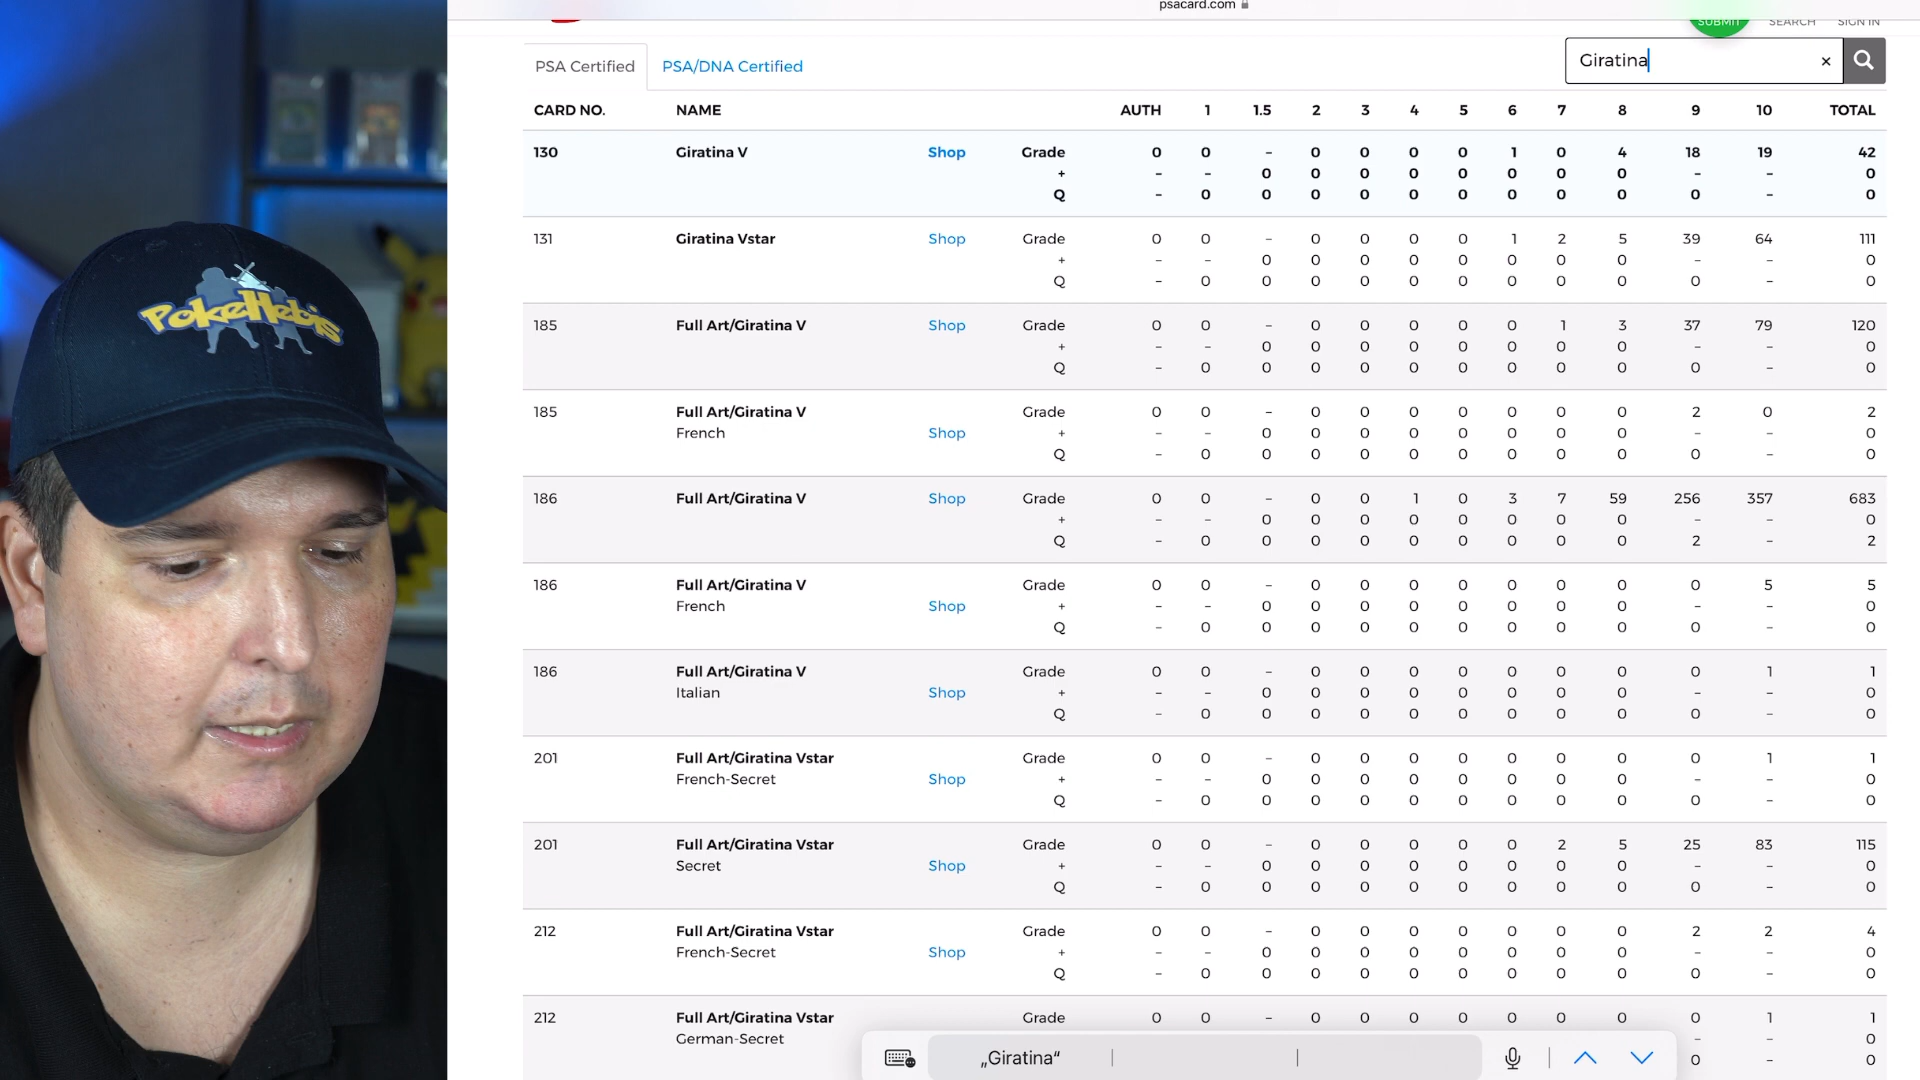 psacard.com
SUBMIT SEARCH SIGN IN
PSA Certified PSA/DNA Certified Giratina ×
CARD NO. NAME AUTH 1 1.5 2 3 4 5 6 7 8 9 10 TOTAL
130 Giratina V Shop Grade 0 0 - 0 0 0 0 1 0 4 18 19 42
+ - - 0 0 0 0 0 0 0 0 - - 0
Q - 0 0 0 0 0 0 0 0 0 0 - 0
131 Giratina Vstar Shop Grade 0 0 - 0 0 0 0 1 2 5 39 64 111
+ - - 0 0 0 0 0 0 0 0 - - 0
Q - 0 0 0 0 0 0 0 0 0 0 - 0
185 Full Art/Giratina V Shop Grade 0 0 - 0 0 0 0 0 1 3 37 79 120
+ - - 0 0 0 0 0 0 0 0 - - 0
Q - 0 0 0 0 0 0 0 0 0 0 - 0
185 Full Art/Giratina V Grade 0 0 - 0 0 0 0 0 0 0 2 0 2
French Shop + - - 0 0 0 0 0 0 0 0 - - 0
Q - 0 0 0 0 0 0 0 0 0 0 - 0
186 Full Art/Giratina V Shop Grade 0 0 - 0 0 1 0 3 7 59 256 357 683
+ - - 0 0 0 0 0 0 0 0 - - 0
Q - 0 0 0 0 0 0 0 0 0 2 - 2
186 Full Art/Giratina V Grade 0 0 - 0 0 0 0 0 0 0 0 5 5
French Shop + - - 0 0 0 0 0 0 0 0 - - 0
Q - 0 0 0 0 0 0 0 0 0 0 - 0
186 Full Art/Giratina V Grade 0 0 - 0 0 0 0 0 0 0 0 1 1
Italian Shop + - - 0 0 0 0 0 0 0 0 - - 0
Q - 0 0 0 0 0 0 0 0 0 0 - 0
201 Full Art/Giratina Vstar Grade 0 0 - 0 0 0 0 0 0 0 0 1 1
French-Secret Shop + - - 0 0 0 0 0 0 0 0 - - 0
Q - 0 0 0 0 0 0 0 0 0 0 - 0
201 Full Art/Giratina Vstar Grade 0 0 - 0 0 0 0 0 2 5 25 83 115
Secret Shop + - - 0 0 0 0 0 0 0 0 - - 0
Q - 0 0 0 0 0 0 0 0 0 0 - 0
212 Full Art/Giratina Vstar Grade 0 0 - 0 0 0 0 0 0 0 2 2 4
French-Secret Shop + - - 0 0 0 0 0 0 0 0 - - 0
Q - 0 0 0 0 0 0 0 0 0 0 - 0
212 Full Art/Giratina Vstar Grade 0 0 - 0 0 0 0 0 0 0 0 1 1
German-Secret - - 0
0 - 0
„Giratina“
PokeHebis